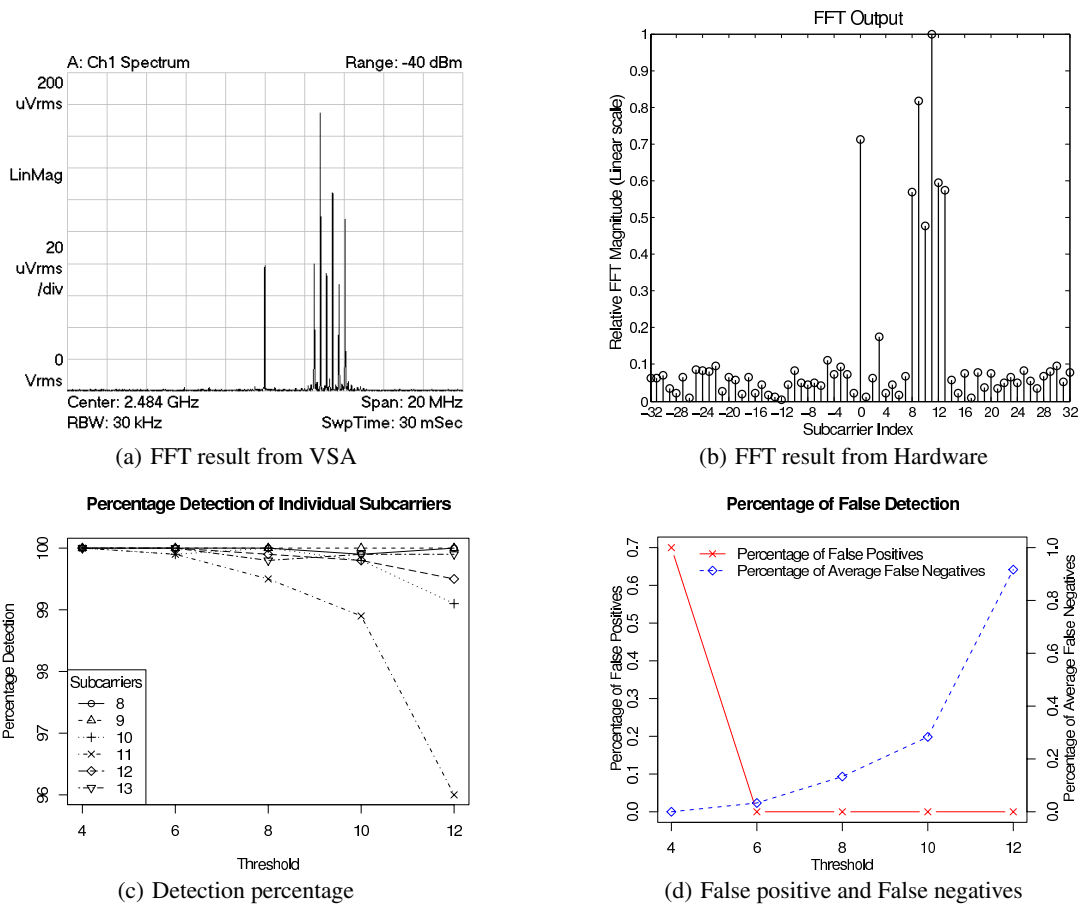 A: Ch1 Spectrum Range: -40 dBm
200
uVrms
LinMag
20
uVrms
/div
0
Vrms
Center: 2.484 GHz Span: 20 MHz
RBW: 30 kHz SwpTime: 30 mSec
(a) FFT result from VSA
FFT Output
Relative FFT Magnitude (Linear scale)
1
0.9
0.8
0.7
0.6
0.5
0.4
0.3
0.2
0.1
0
-32 -28 -24 -20 -16 -12 -8 -4 0 4 8 12 16 20 24 28 32
Subcarrier Index
(b) FFT result from Hardware
Percentage Detection of Individual Subcarriers
Percentage Detection
100
99
98
97
96
Subcarriers
8
9
10
11
12
13
4 6 8 10 12
Threshold
(c) Detection percentage
Percentage of False Detection
Percentage of False Positives
0.7
0.6
0.5
0.4
0.3
0.2
0.1
0.0
Percentage of False Positives
Percentage of Average False Negatives
1.0
0.8
0.6
0.4
0.2
0.0
Percentage of Average False Negatives
4 6 8 10 12
Threshold
(d) False positive and False negatives